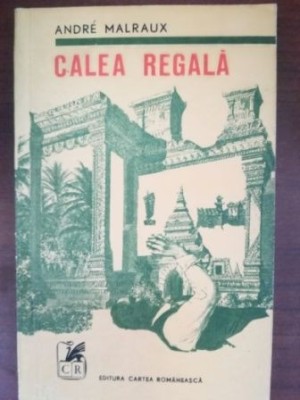 ANDRÉ MALRAUX
CALEA REGALĂ
CR
EDITURA CARTEA ROMÂNEASCĂ